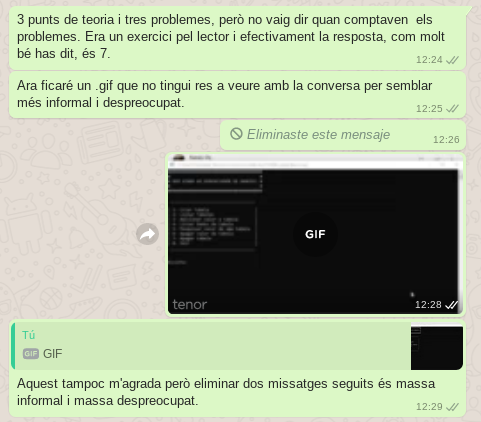 3 punts de teoria i tres problemes, però no vaig dir quan comptaven els
problemes. Era un exercici pel lector i efectivament la resposta, com molt
bé has dit, és 7.
12:24
Ara ficaré un .gif que no tingui res a veure amb la conversa per semblar
més informal i despreocupat.
12:25
Eliminaste este mensaje
12:26
GIF
tenor
12:28
Tú
GIF GIF
Aquest tampoc m'agrada però eliminar dos missatges seguits és massa
informal i massa despreocupat.
12:29